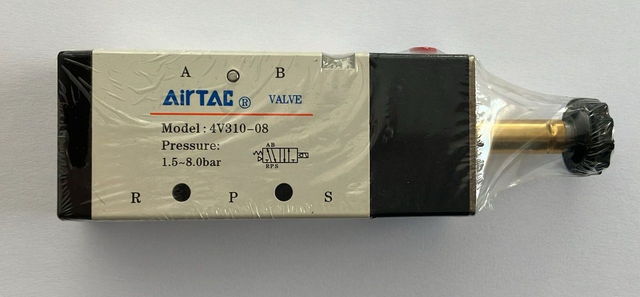 A B
AirTAC ® VALVE
Model: 4V310-08
Pressure:
1.5~8.0bar
A B
R P S
R P S